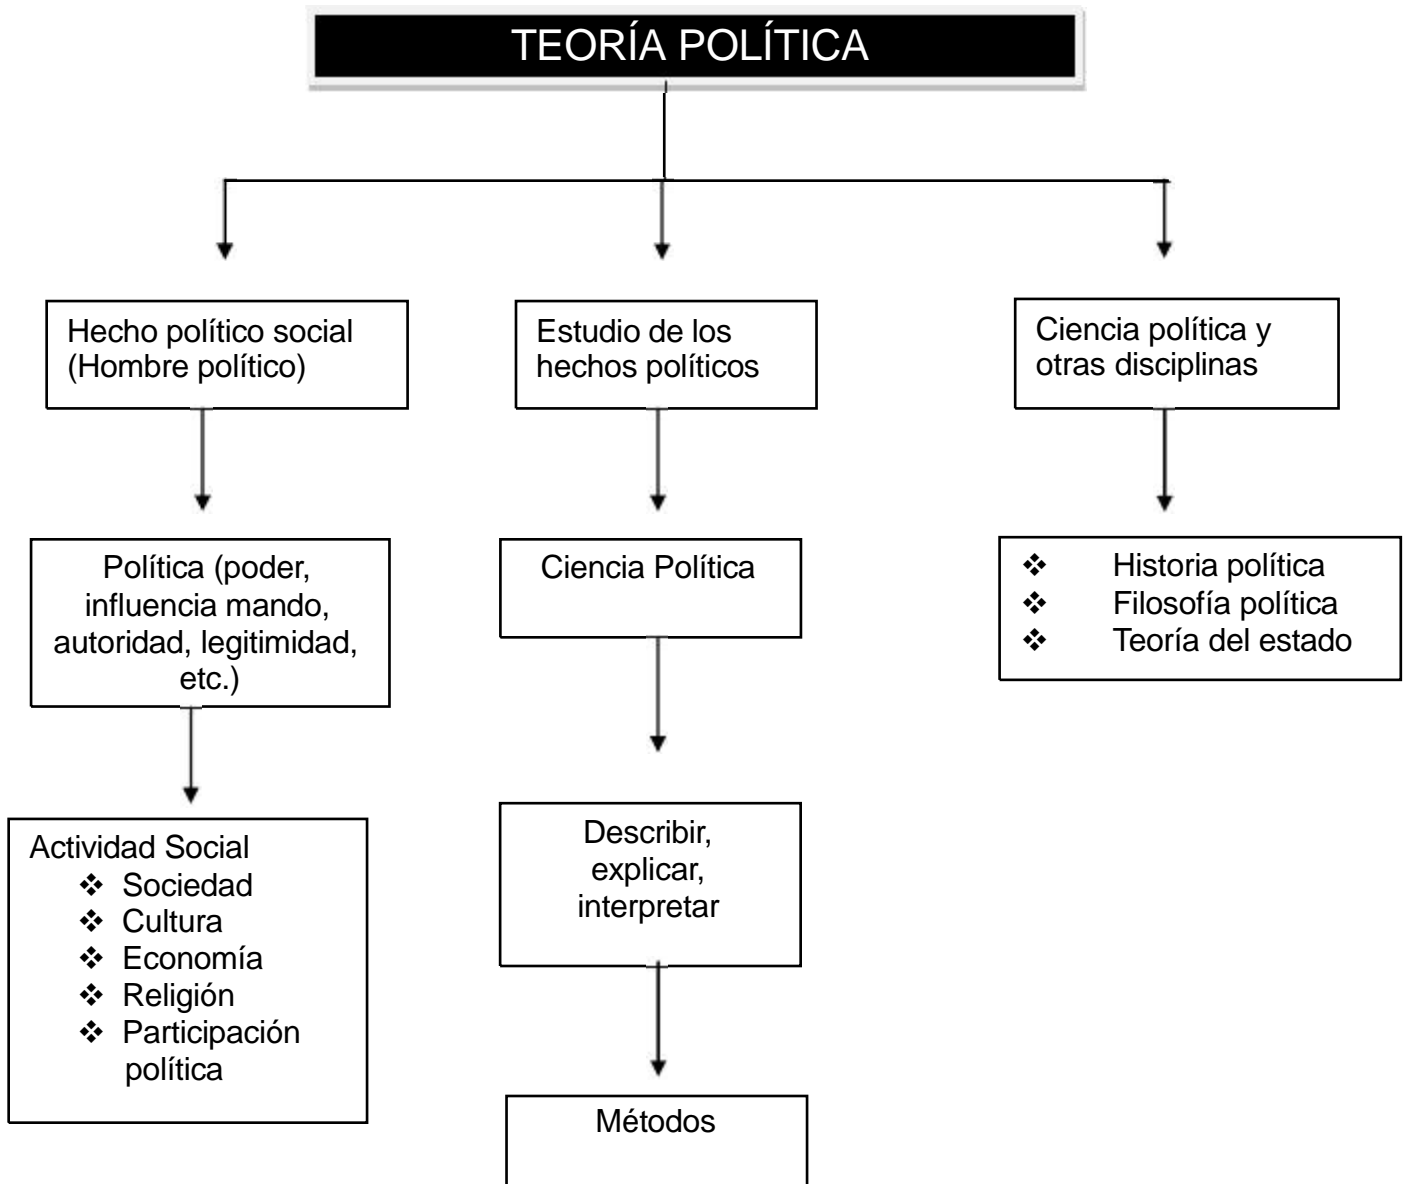 TEORÍA POLÍTICA
Hecho político social
(Hombre político)
Política (poder,
influencia mando,
autoridad, legitimidad,
etc.)
Actividad Social
❖ Sociedad
❖ Cultura
❖ Economía
❖ Religión
❖ Participación
política
Estudio de los
hechos políticos
Ciencia Política
Describir,
explicar,
interpretar
Métodos
Ciencia política y
otras disciplinas
❖ Historia política
❖ Filosofía política
❖ Teoría del estado